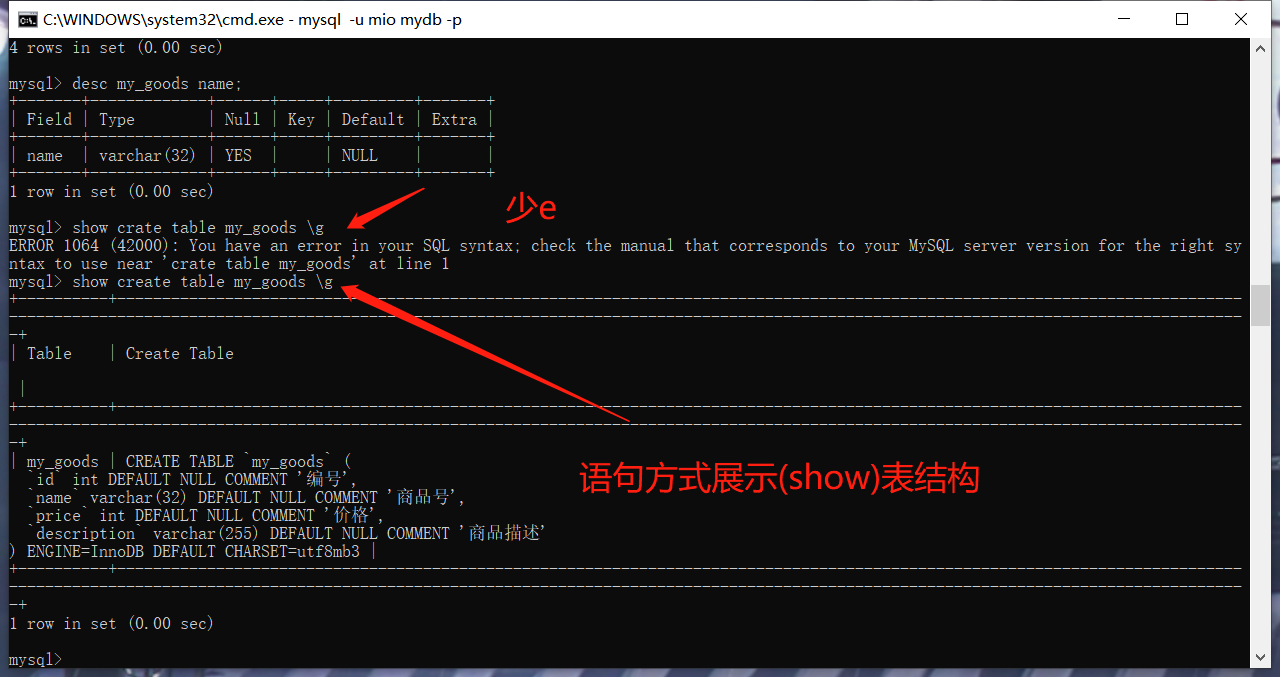 C:\WINDOWS\system32\cmd.exe - mysql  -u mio mydb -p
4 rows in set (0.00 sec)
mysql> desc my_goods name;
+-------+-------------+------+-----+---------+-------+
| Field | Type        | Null | Key | Default | Extra |
+-------+-------------+------+-----+---------+-------+
| name  | varchar(32) | YES  |     | NULL    |       |
+-------+-------------+------+-----+---------+-------+
1 row in set (0.00 sec)
少e
mysql> show crate table my_goods \g
ERROR 1064 (42000): You have an error in your SQL syntax; check the manual that corresponds to your MySQL server version for the right sy
ntax to use near 'crate table my_goods' at line 1
mysql> show create table my_goods \g
| Table    | Create Table
|
| my_goods | CREATE TABLE `my_goods` (
`id` int DEFAULT NULL COMMENT '编号',
`name` varchar(32) DEFAULT NULL COMMENT '商品号',
`price` int DEFAULT NULL COMMENT '价格',
`description` varchar(255) DEFAULT NULL COMMENT '商品描述'
) ENGINE=InnoDB DEFAULT CHARSET=utf8mb3 |
语句方式展示(show)表结构
1 row in set (0.00 sec)
mysql>